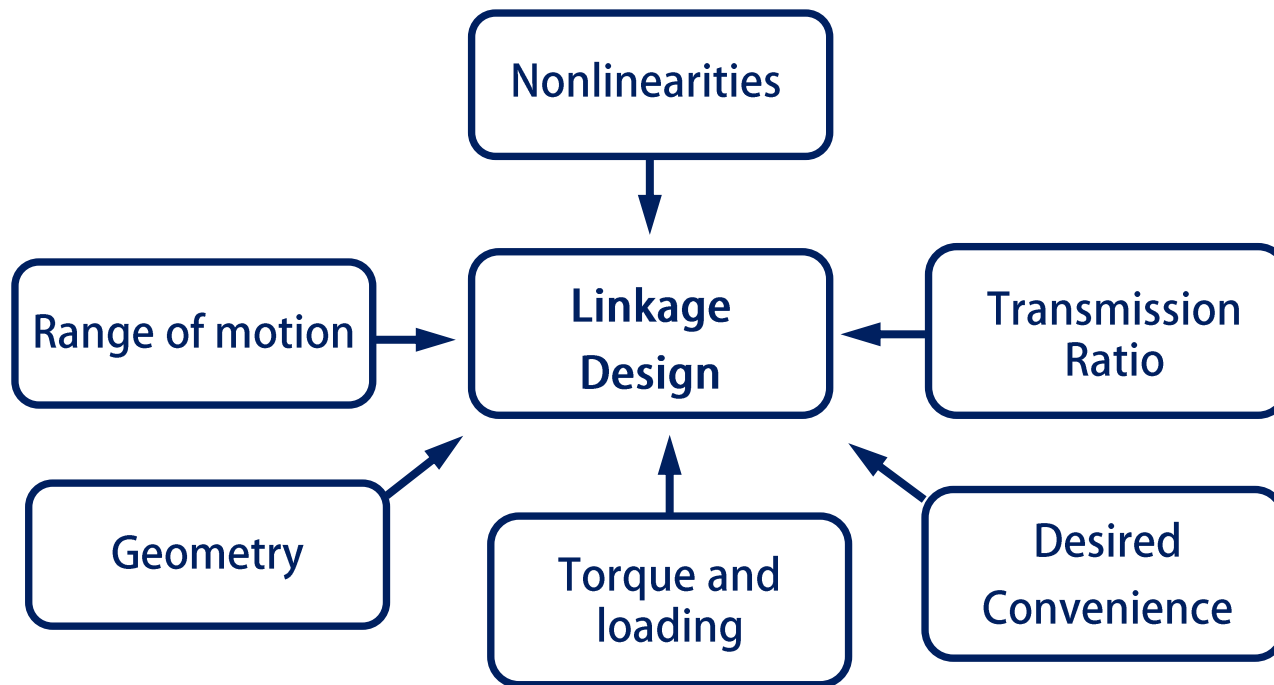 Nonlinearities
Range of motion
Linkage
Design
Transmission
Ratio
Geometry
Torque and
loading
Desired
Convenience